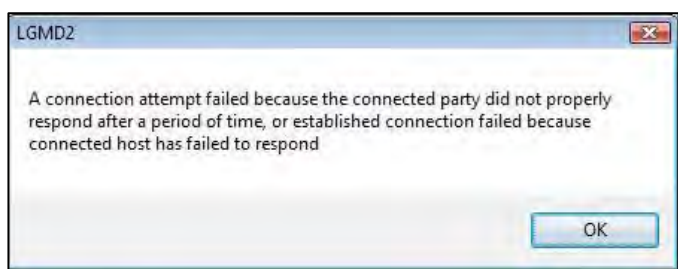 LGMD2
A connection attempt failed because the connected party did not properly
respond after a period of time, or established connection failed because
connected host has failed to respond
OK